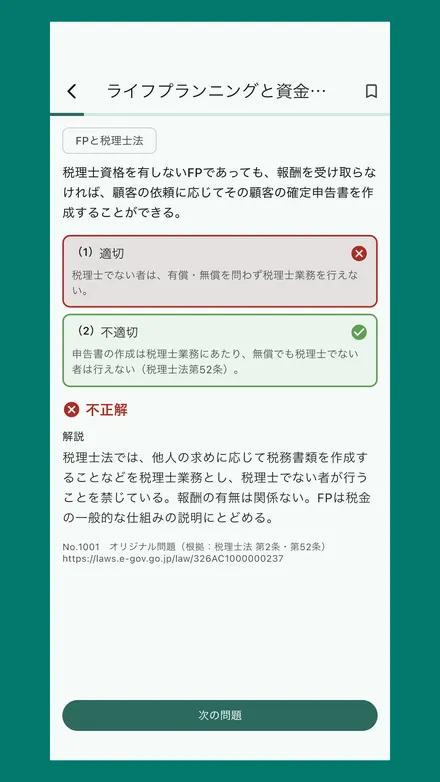 ライフプランニングと資金…
FPと税理士法
税理士資格を有しないFPであっても、報酬を受け取らな
ければ、顧客の依頼に応じてその顧客の確定申告書を作
成することができる。
（1）適切
税理士でない者は、有償・無償を問わず税理士業務を行えな
い。
（2）不適切
申告書の作成は税理士業務にあたり、無償でも税理士でない
者は行えない（税理士法第52条）。
不正解
解説
税理士法では、他人の求めに応じて税務書類を作成す
ることなどを税理士業務とし、税理士でない者が行う
ことを禁じている。報酬の有無は関係ない。FPは税金
の一般的な仕組みの説明にとどめる。
No.1001　オリジナル問題（根拠：税理士法 第2条・第52条）
https://laws.e-gov.go.jp/law/326AC1000000237
次の問題